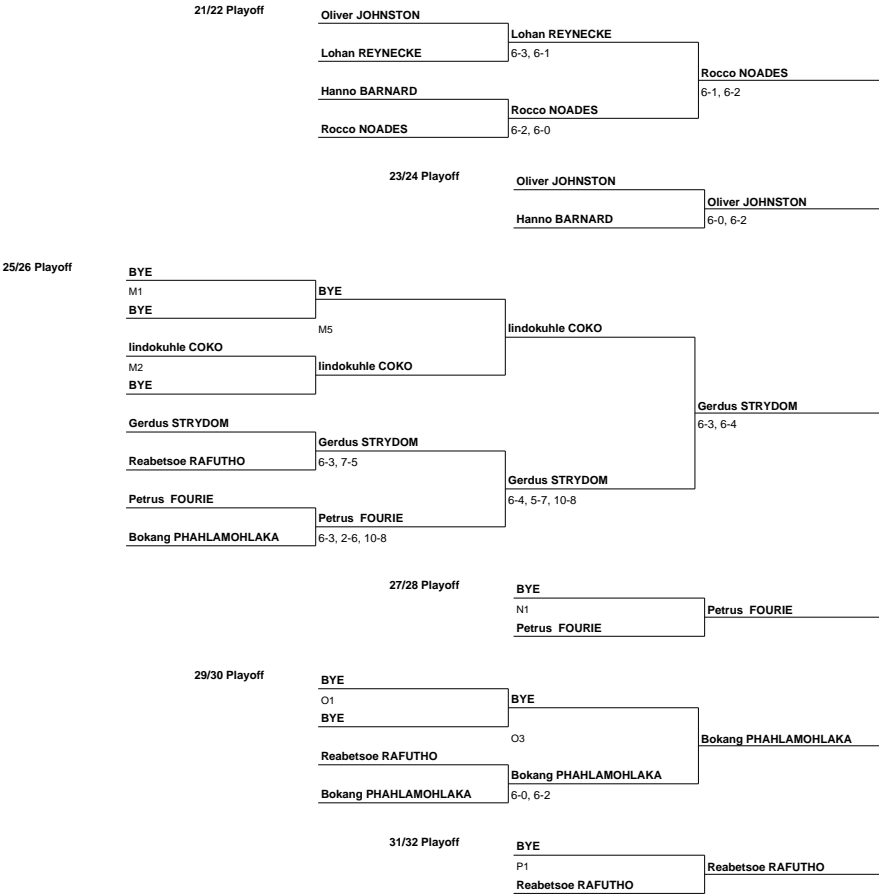 21/22 Playoff
Oliver JOHNSTON
Lohan REYNECKE
Lohan REYNECKE
6-3, 6-1
Rocco NOADES
6-1, 6-2
Hanno BARNARD
Rocco NOADES
Rocco NOADES
6-2, 6-0
23/24 Playoff
Oliver JOHNSTON
Oliver JOHNSTON
Hanno BARNARD
6-0, 6-2
25/26 Playoff
BYE
M1
BYE
BYE
M5
lindokuhle COKO
lindokuhle COKO
M2
lindokuhle COKO
BYE
Gerdus STRYDOM
6-3, 6-4
Gerdus STRYDOM
Gerdus STRYDOM
Reabetsoe RAFUTHO
6-3, 7-5
Gerdus STRYDOM
6-4, 5-7, 10-8
Petrus FOURIE
Petrus FOURIE
Bokang PHAHLAMOHLAKA
6-3, 2-6, 10-8
27/28 Playoff
BYE
N1
Petrus FOURIE
Petrus FOURIE
29/30 Playoff
BYE
O1
BYE
BYE
O3
Bokang PHAHLAMOHLAKA
Reabetsoe RAFUTHO
Bokang PHAHLAMOHLAKA
Bokang PHAHLAMOHLAKA
6-0, 6-2
31/32 Playoff
BYE
P1
Reabetsoe RAFUTHO
Reabetsoe RAFUTHO